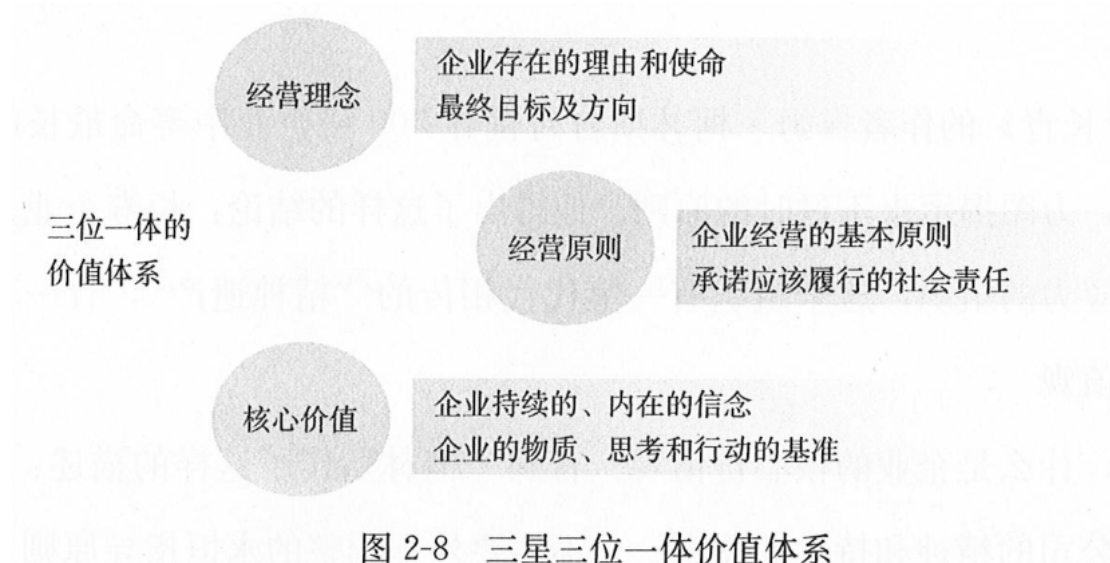 经营理念
企业存在的理由和使命
最终目标及方向
三位一体的
价值体系
经营原则
企业经营的基本原则
承诺应该履行的社会责任
核心价值
企业持续的、内在的信念
企业的物质、思考和行动的基准
图 2-8 三星三位一体价值体系